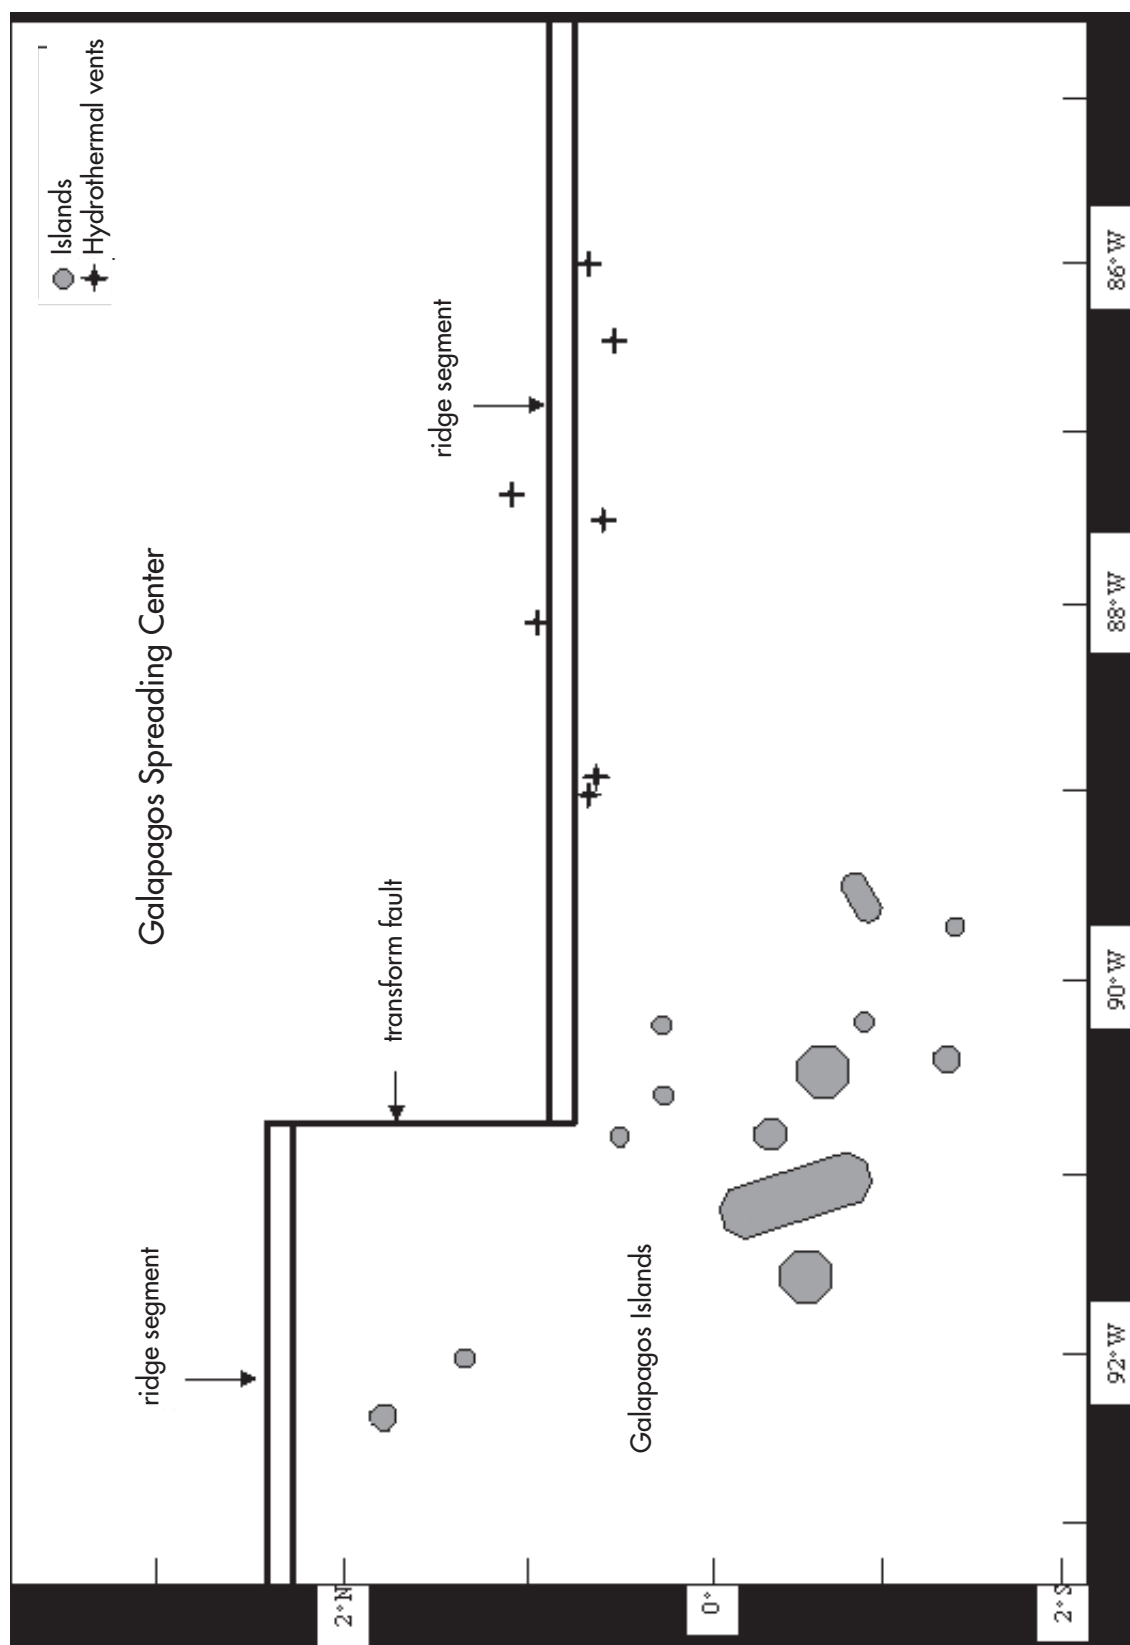 Islands
Hydrothermal vents
Galapagos Spreading Center
ridge segment
transform fault
ridge segment
Galapagos Islands
2°N
0°
2°S
92°W
90°W
88°W
86°W